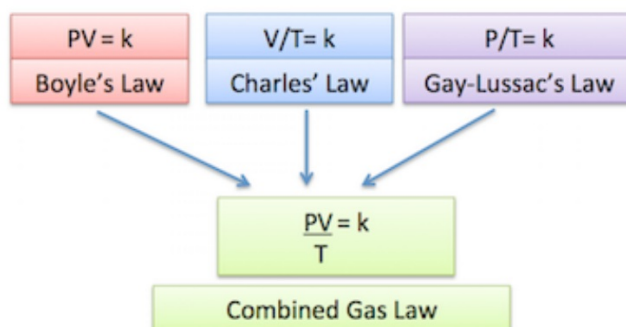 PV = k
V/T= k
P/T= k
Boyle's Law
Charles' Law
Gay-Lussac's Law
PV = k
T
Combined Gas Law